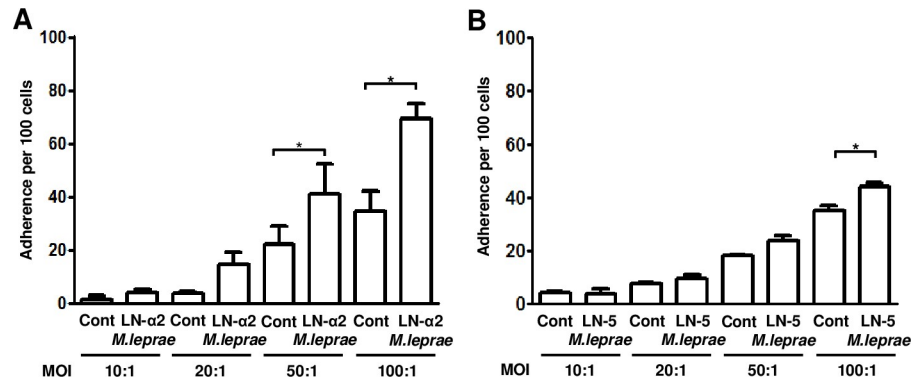 A
Adherence per 100 cells
100
80
60
40
20
0
*
*
Cont LN-α2 Cont LN-α2 Cont LN-α2 Cont LN-α2
M.leprae M.leprae M.leprae M.leprae
MOI 10:1 20:1 50:1 100:1
B
Adherence per 100 cells
100
80
60
40
20
0
*
Cont LN-5 Cont LN-5 Cont LN-5 Cont LN-5
M.leprae M.leprae M.leprae M.leprae
MOI 10:1 20:1 50:1 100:1